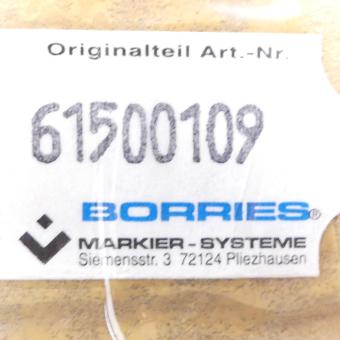 Originalteil Art.-Nr.
61500109
BORRIES®
MARKIER-SYSTEME
Siemensstr. 3 72124 Pliezhausen